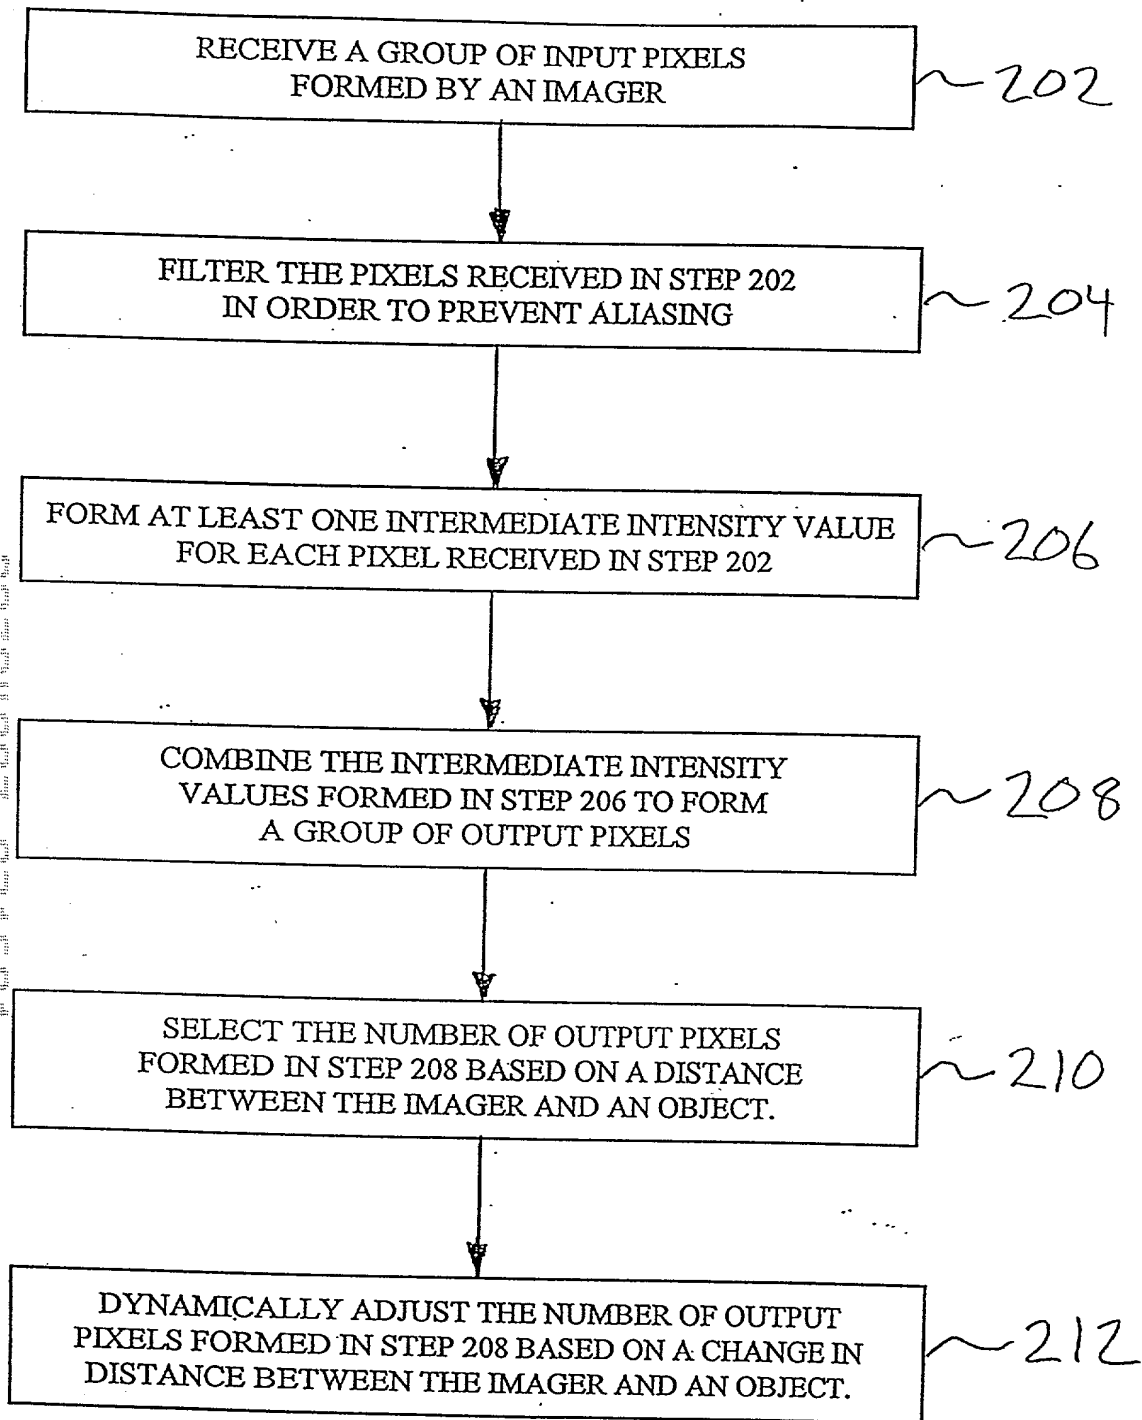 RECEIVE A GROUP OF INPUT PIXELS
FORMED BY AN IMAGER
202
FILTER THE PIXELS RECEIVED IN STEP 202
IN ORDER TO PREVENT ALIASING
204
FORM AT LEAST ONE INTERMEDIATE INTENSITY VALUE
FOR EACH PIXEL RECEIVED IN STEP 202
206
COMBINE THE INTERMEDIATE INTENSITY
VALUES FORMED IN STEP 206 TO FORM
A GROUP OF OUTPUT PIXELS
208
SELECT THE NUMBER OF OUTPUT PIXELS
FORMED IN STEP 208 BASED ON A DISTANCE
BETWEEN THE IMAGER AND AN OBJECT.
210
DYNAMICALLY ADJUST THE NUMBER OF OUTPUT
PIXELS FORMED IN STEP 208 BASED ON A CHANGE IN
DISTANCE BETWEEN THE IMAGER AND AN OBJECT.
212